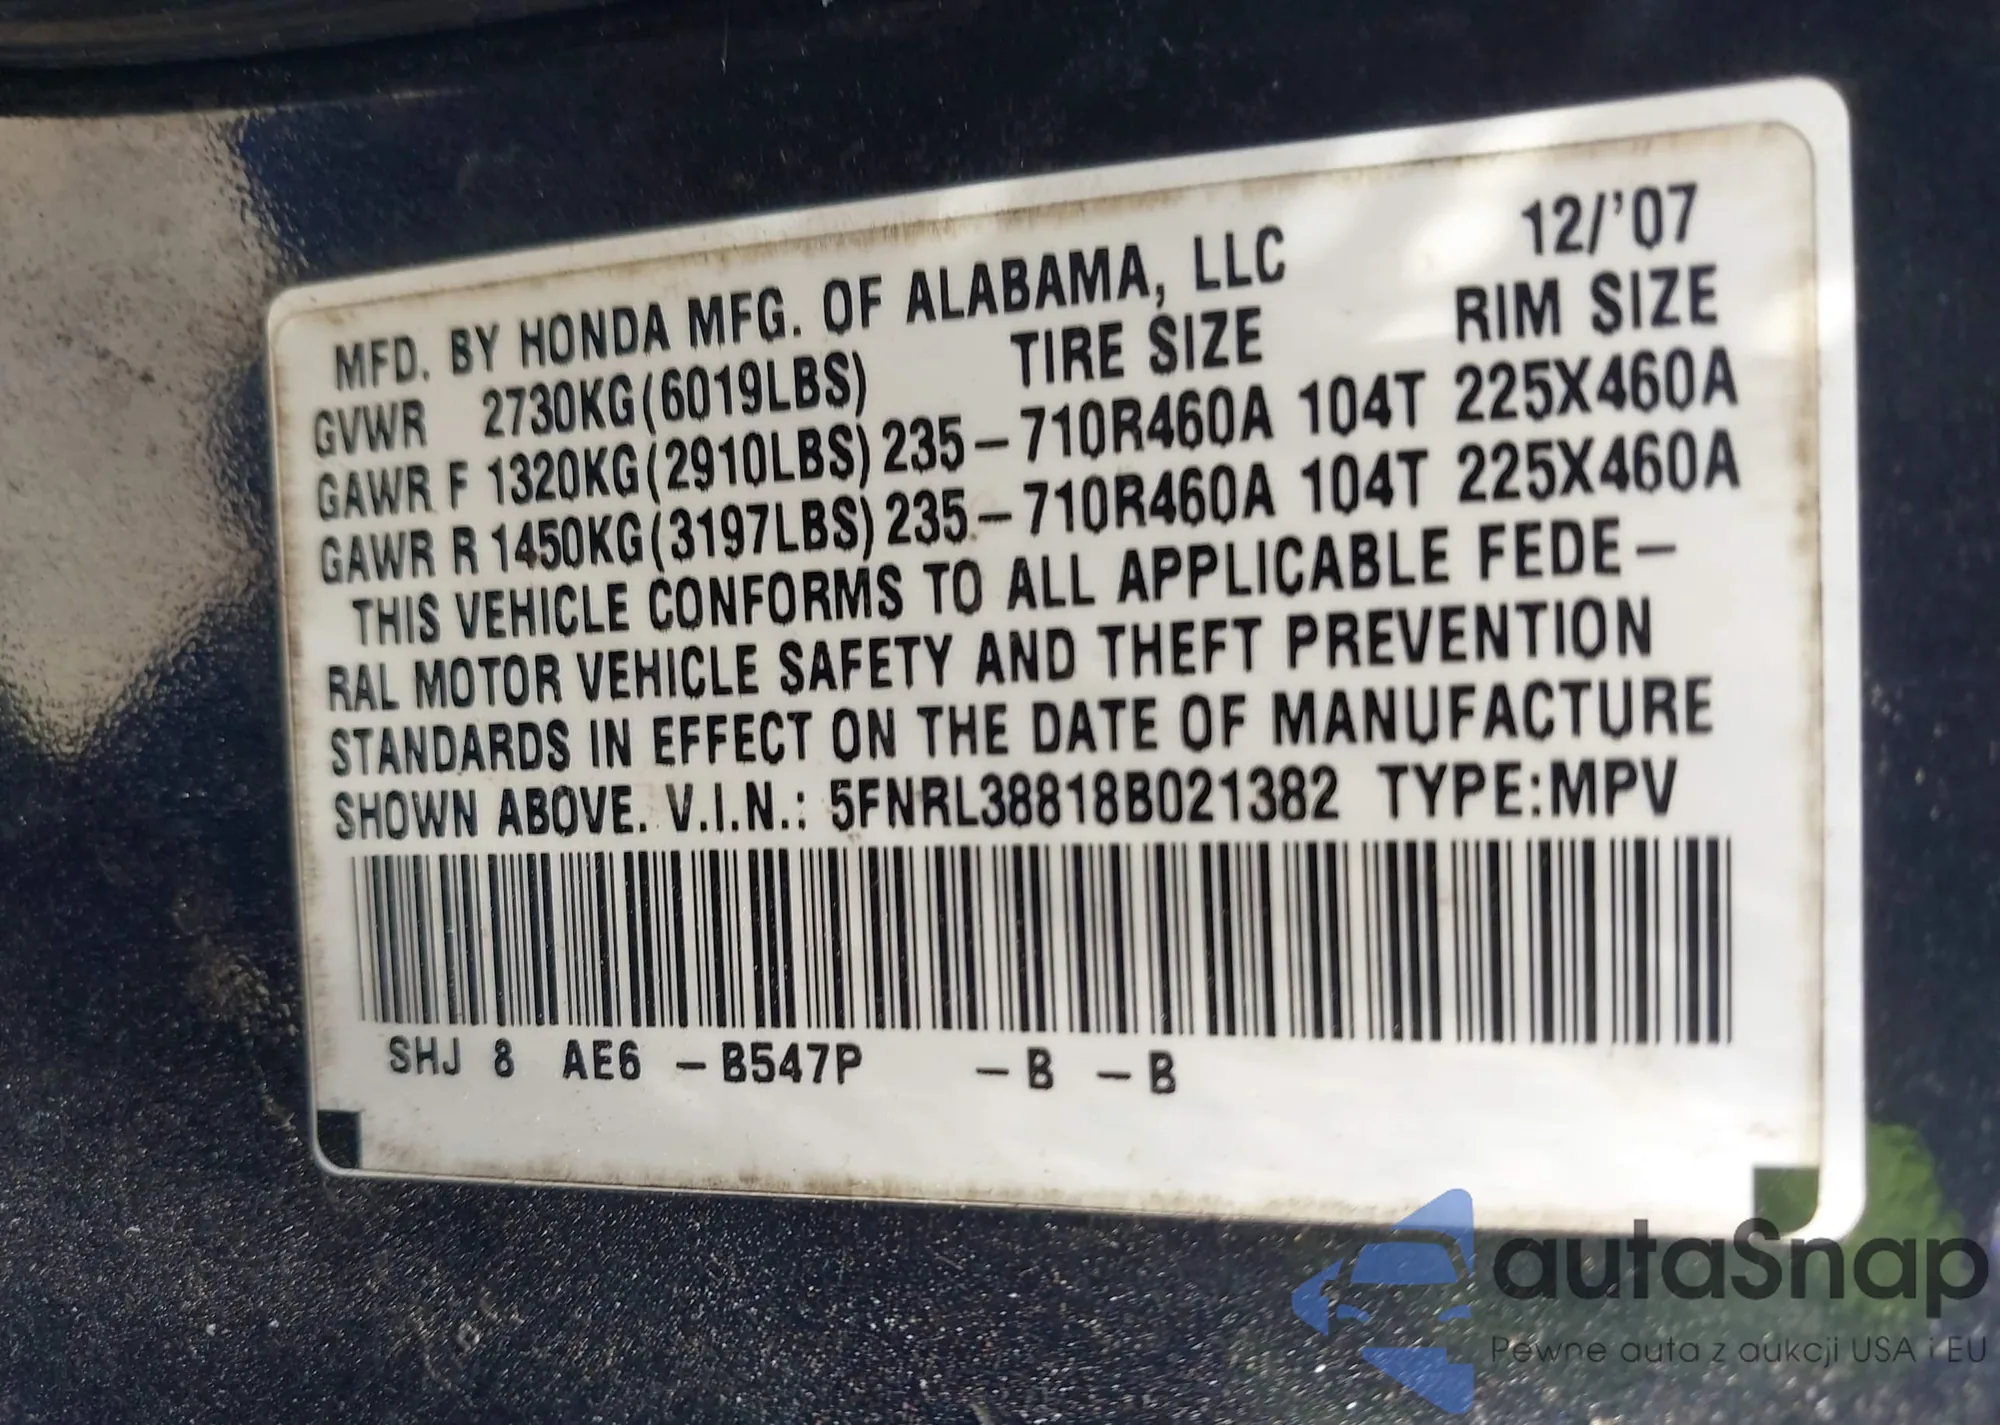 12/'07
MFD. BY HONDA MFG. OF ALABAMA, LLC
GVWR 2730KG(6019LBS) TIRE SIZE RIM SIZE
GAWR F 1320KG(2910LBS) 235-710R460A 104T 225X460A
GAWR R 1450KG(3197LBS) 235-710R460A 104T 225X460A
THIS VEHICLE CONFORMS TO ALL APPLICABLE FEDE-
RAL MOTOR VEHICLE SAFETY AND THEFT PREVENTION
STANDARDS IN EFFECT ON THE DATE OF MANUFACTURE
SHOWN ABOVE. V.I.N.: 5FNRL38818B021382 TYPE:MPV
SHJ 8 AE6 -B547P -B -B
autaSnap
Pewne auta z aukcji USA i EU